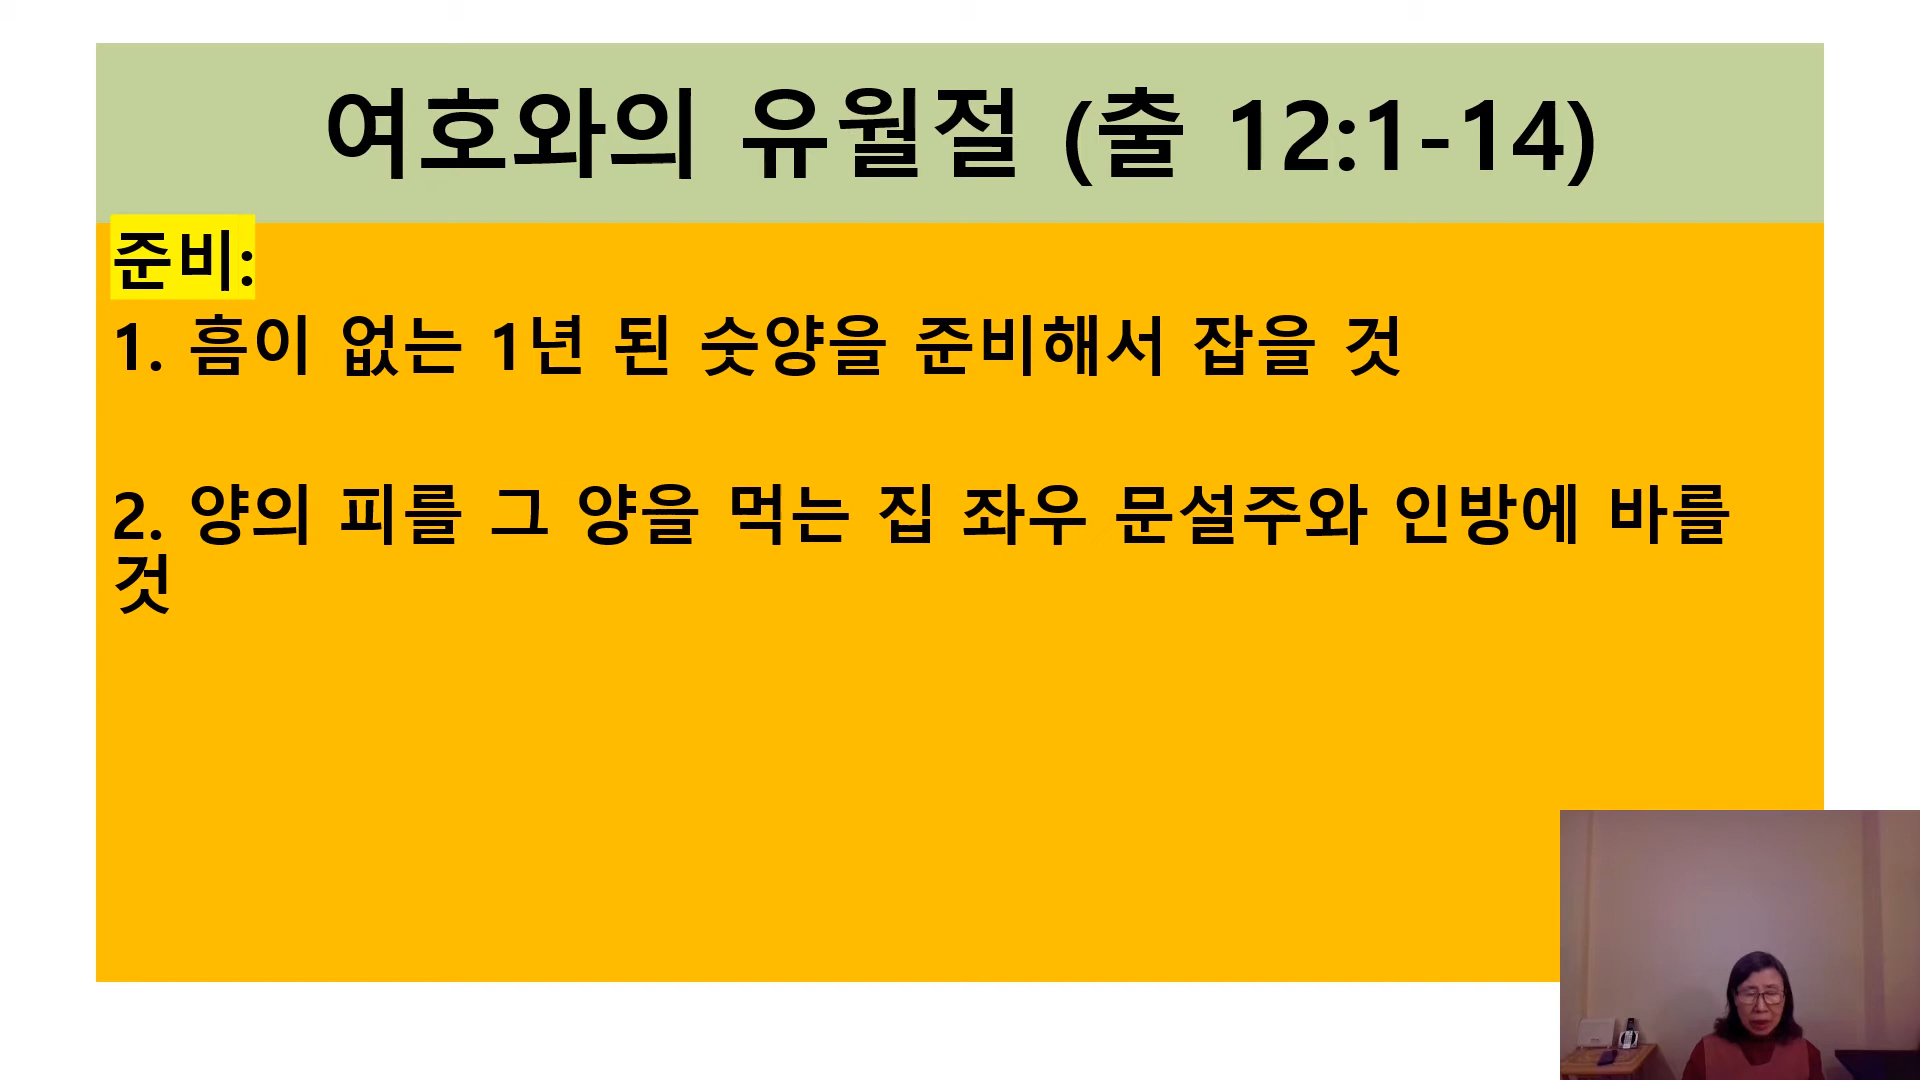 여호와의 유월절 (출 12:1-14)
준비:
1. 흠이 없는 1년 된 숫양을 준비해서 잡을 것
2. 양의 피를 그 양을 먹는 집 좌우 문설주와 인방에 바를
것